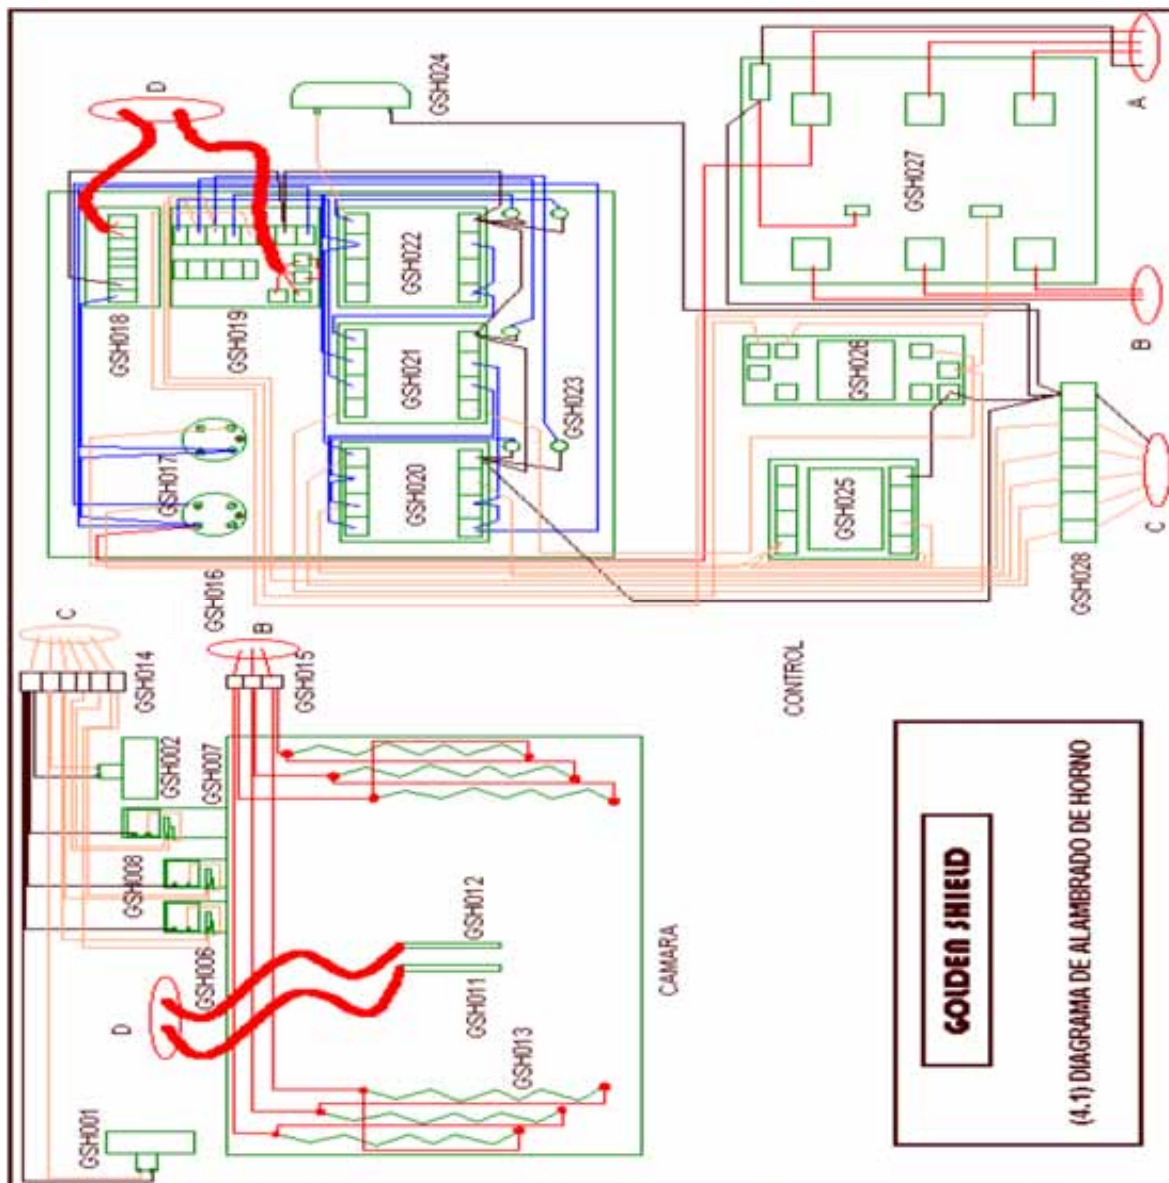 GSH001
D
GSH006
GSH008
GSH002
GSH007
GSH014
C
GSH015
B
GSH016
GSH011
GSH012
GSH013
CAMARA
CONTROL
GSH017
GSH018
GSH019
D
GSH024
GSH020
GSH021
GSH022
GSH023
GSH025
GSH026
GSH027
GSH028
C
B
A
GOLDEN SHIELD
(4.1) DIAGRAMA DE ALAMBRADO DE HORNO